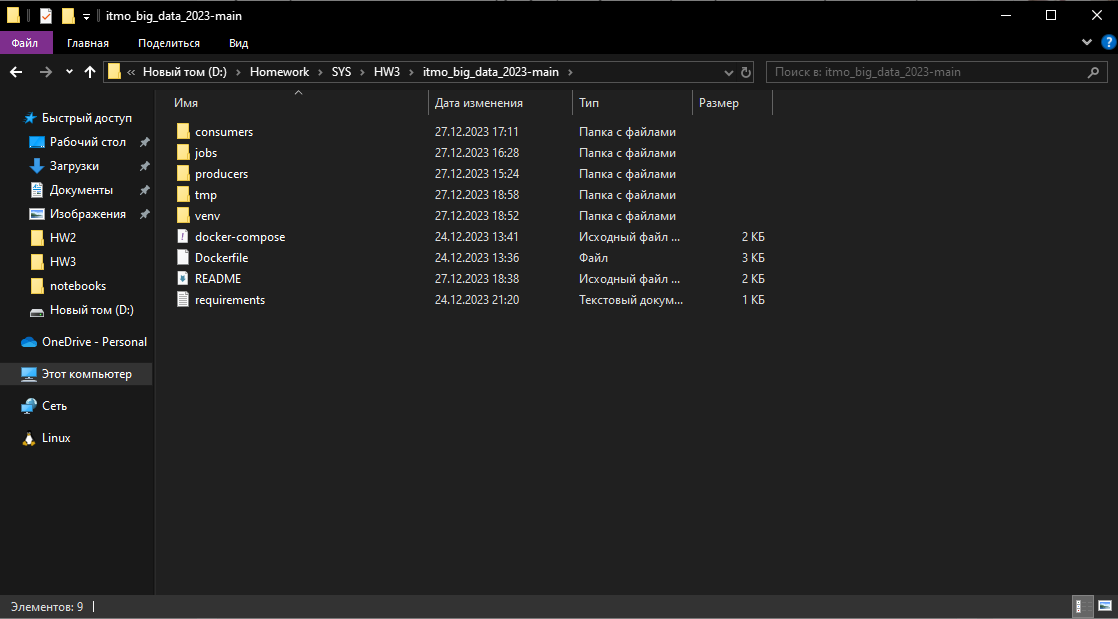 itmo_big_data_2023-main
Файл Главная Поделиться Вид
« Новый том (D:) › Homework › SYS › HW3 › itmo_big_data_2023-main › Поиск в: itmo_big_data_2023-main
Имя Дата изменения Тип Размер
Быстрый доступ
Рабочий стол
Загрузки
Документы
Изображения
HW2
HW3
notebooks
Новый том (D:)
OneDrive - Personal
Этот компьютер
Сеть
Linux
consumers 27.12.2023 17:11 Папка с файлами
jobs 27.12.2023 16:28 Папка с файлами
producers 27.12.2023 15:24 Папка с файлами
tmp 27.12.2023 18:58 Папка с файлами
venv 27.12.2023 18:52 Папка с файлами
docker-compose 24.12.2023 13:41 Исходный файл ... 2 КБ
Dockerfile 24.12.2023 13:36 Файл 3 КБ
README 27.12.2023 18:38 Исходный файл ... 2 КБ
requirements 24.12.2023 21:20 Текстовый докум... 1 КБ
Элементов: 9